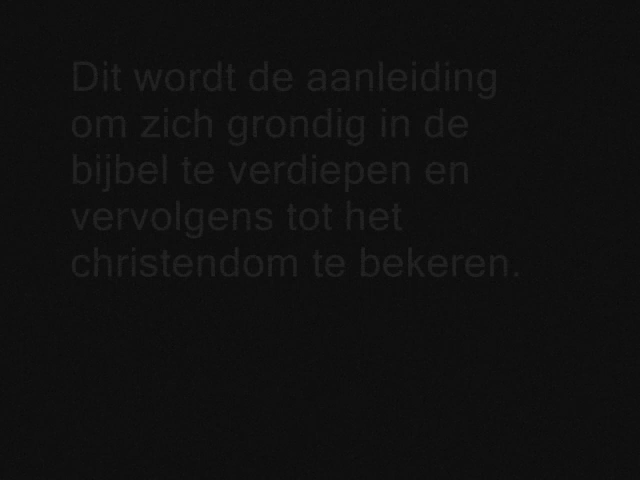 Dit wordt de aanleiding
om zich grondig in de
bijbel te verdiepen en
vervolgens tot het
christendom te bekeren.